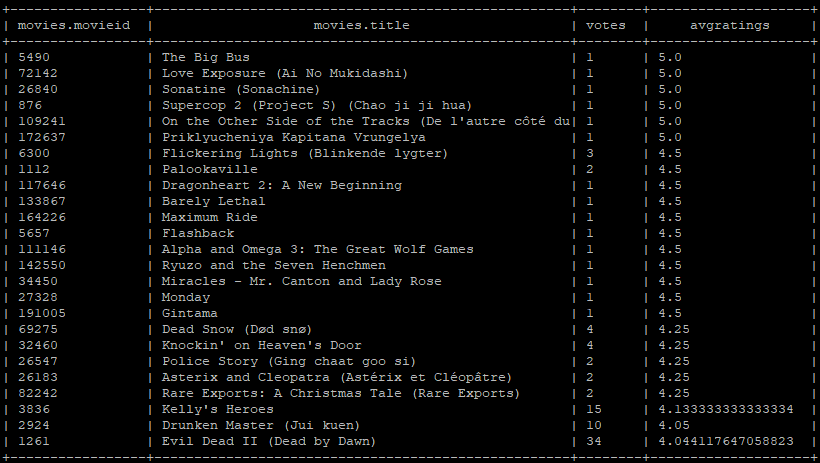 movies.movieid | movies.title | votes | avgratings
5490 | The Big Bus | 1 | 5.0
72142 | Love Exposure (Ai No Mukidashi) | 1 | 5.0
26840 | Sonatine (Sonachine) | 1 | 5.0
876 | Supercop 2 (Project S) (Chao ji ji hua) | 1 | 5.0
109241 | On the Other Side of the Tracks (De l'autre côté du| 1 | 5.0
172637 | Priklyucheniya Kapitana Vrungelya | 1 | 5.0
6300 | Flickering Lights (Blinkende lygter) | 3 | 4.5
1112 | Palookaville | 2 | 4.5
117646 | Dragonheart 2: A New Beginning | 1 | 4.5
133867 | Barely Lethal | 1 | 4.5
164226 | Maximum Ride | 1 | 4.5
5657 | Flashback | 1 | 4.5
111146 | Alpha and Omega 3: The Great Wolf Games | 1 | 4.5
142550 | Ryuzo and the Seven Henchmen | 1 | 4.5
34450 | Miracles - Mr. Canton and Lady Rose | 1 | 4.5
27328 | Monday | 1 | 4.5
191005 | Gintama | 1 | 4.5
69275 | Dead Snow (Død snø) | 4 | 4.25
32460 | Knockin' on Heaven's Door | 4 | 4.25
26547 | Police Story (Ging chaat goo si) | 2 | 4.25
26183 | Asterix and Cleopatra (Astérix et Cléopâtre) | 2 | 4.25
82242 | Rare Exports: A Christmas Tale (Rare Exports) | 2 | 4.25
3836 | Kelly's Heroes | 15 | 4.133333333333334
2924 | Drunken Master (Jui kuen) | 10 | 4.05
1261 | Evil Dead II (Dead by Dawn) | 34 | 4.044117647058823